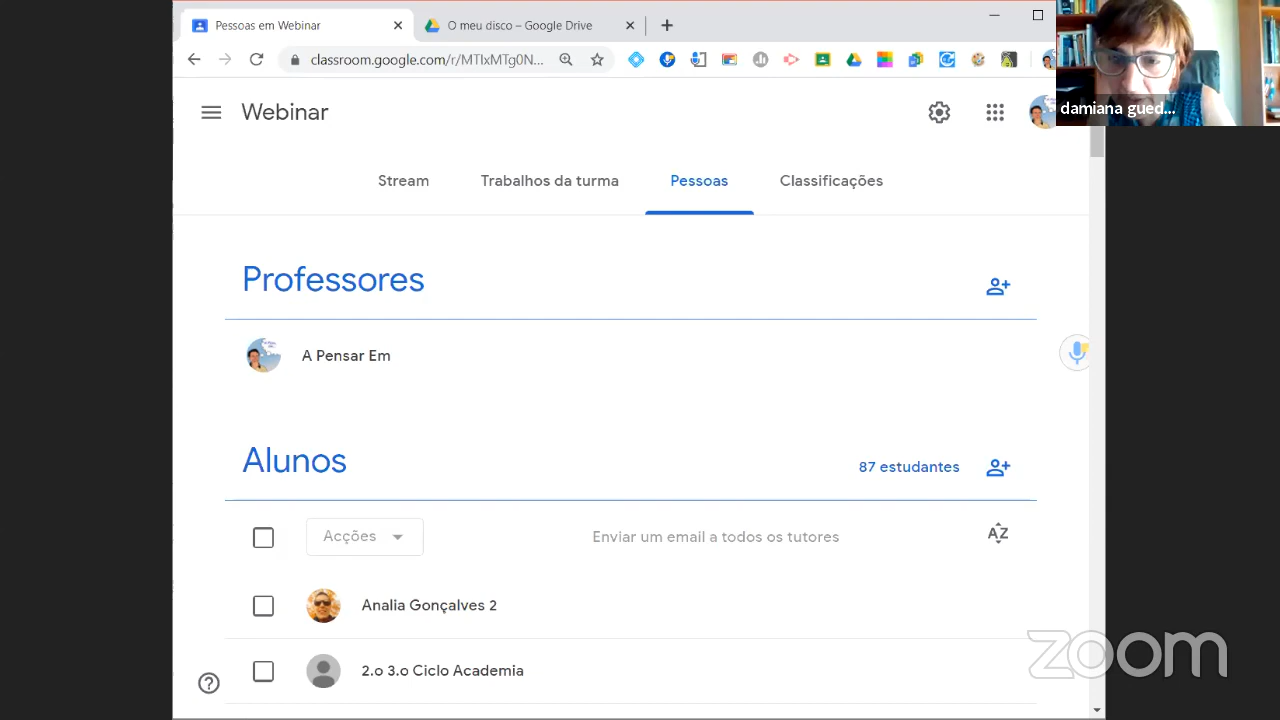 Pessoas em Webinar
O meu disco – Google Drive
classroom.google.com/r/MTIxMTg0N...
damiana gued...
Webinar
Stream
Trabalhos da turma
Pessoas
Classificações
Professores
A Pensar Em
Alunos
87 estudantes
Acções
Enviar um email a todos os tutores
AZ
Analia Gonçalves 2
2.o 3.o Ciclo Academia
zoom